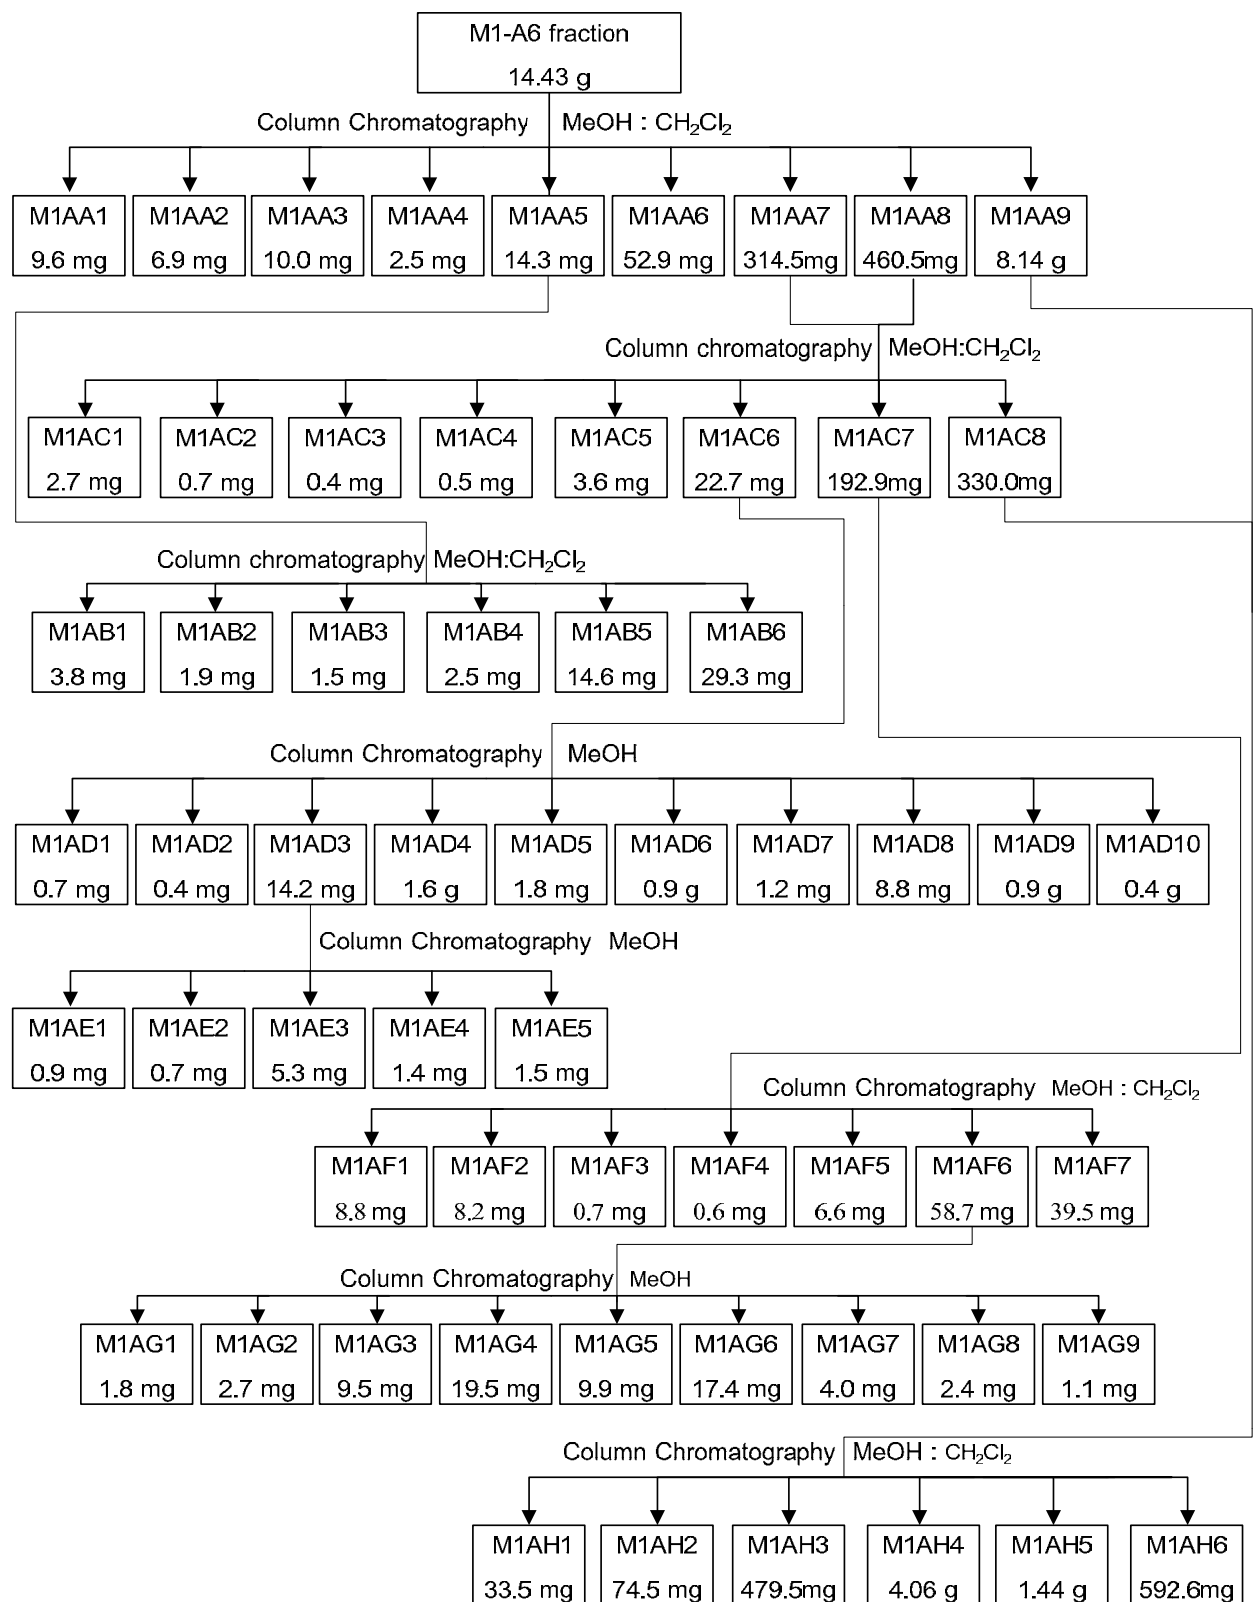 M1-A6 fraction
14.43 g
Column Chromatography MeOH : CH₂Cl₂
M1AA1 M1AA2 M1AA3 M1AA4 M1AA5 M1AA6 M1AA7 M1AA8 M1AA9
9.6 mg 6.9 mg 10.0 mg 2.5 mg 14.3 mg 52.9 mg 314.5mg 460.5mg 8.14 g
Column chromatography MeOH:CH₂Cl₂
M1AC1 M1AC2 M1AC3 M1AC4 M1AC5 M1AC6 M1AC7 M1AC8
2.7 mg 0.7 mg 0.4 mg 0.5 mg 3.6 mg 22.7 mg 192.9mg 330.0mg
Column chromatography MeOH:CH₂Cl₂
M1AB1 M1AB2 M1AB3 M1AB4 M1AB5 M1AB6
3.8 mg 1.9 mg 1.5 mg 2.5 mg 14.6 mg 29.3 mg
Column Chromatography MeOH
M1AD1 M1AD2 M1AD3 M1AD4 M1AD5 M1AD6 M1AD7 M1AD8 M1AD9 M1AD10
0.7 mg 0.4 mg 14.2 mg 1.6 g 1.8 mg 0.9 g 1.2 mg 8.8 mg 0.9 g 0.4 g
Column Chromatography MeOH
M1AE1 M1AE2 M1AE3 M1AE4 M1AE5
0.9 mg 0.7 mg 5.3 mg 1.4 mg 1.5 mg
Column Chromatography MeOH : CH₂Cl₂
M1AF1 M1AF2 M1AF3 M1AF4 M1AF5 M1AF6 M1AF7
8.8 mg 8.2 mg 0.7 mg 0.6 mg 6.6 mg 58.7 mg 39.5 mg
Column Chromatography MeOH
M1AG1 M1AG2 M1AG3 M1AG4 M1AG5 M1AG6 M1AG7 M1AG8 M1AG9
1.8 mg 2.7 mg 9.5 mg 19.5 mg 9.9 mg 17.4 mg 4.0 mg 2.4 mg 1.1 mg
Column Chromatography MeOH : CH₂Cl₂
M1AH1 M1AH2 M1AH3 M1AH4 M1AH5 M1AH6
33.5 mg 74.5 mg 479.5mg 4.06 g 1.44 g 592.6mg